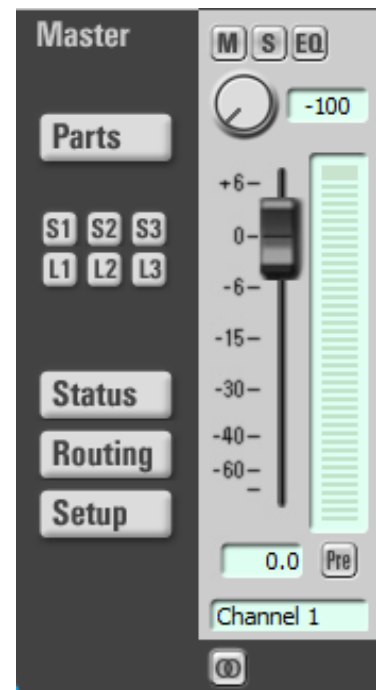 Master
Parts
S1 S2 S3
L1 L2 L3
Status
Routing
Setup
M S EQ
-100
+6-
0-
-6-
-15-
-30-
-40-
-60-
-
0.0 Pre
Channel 1